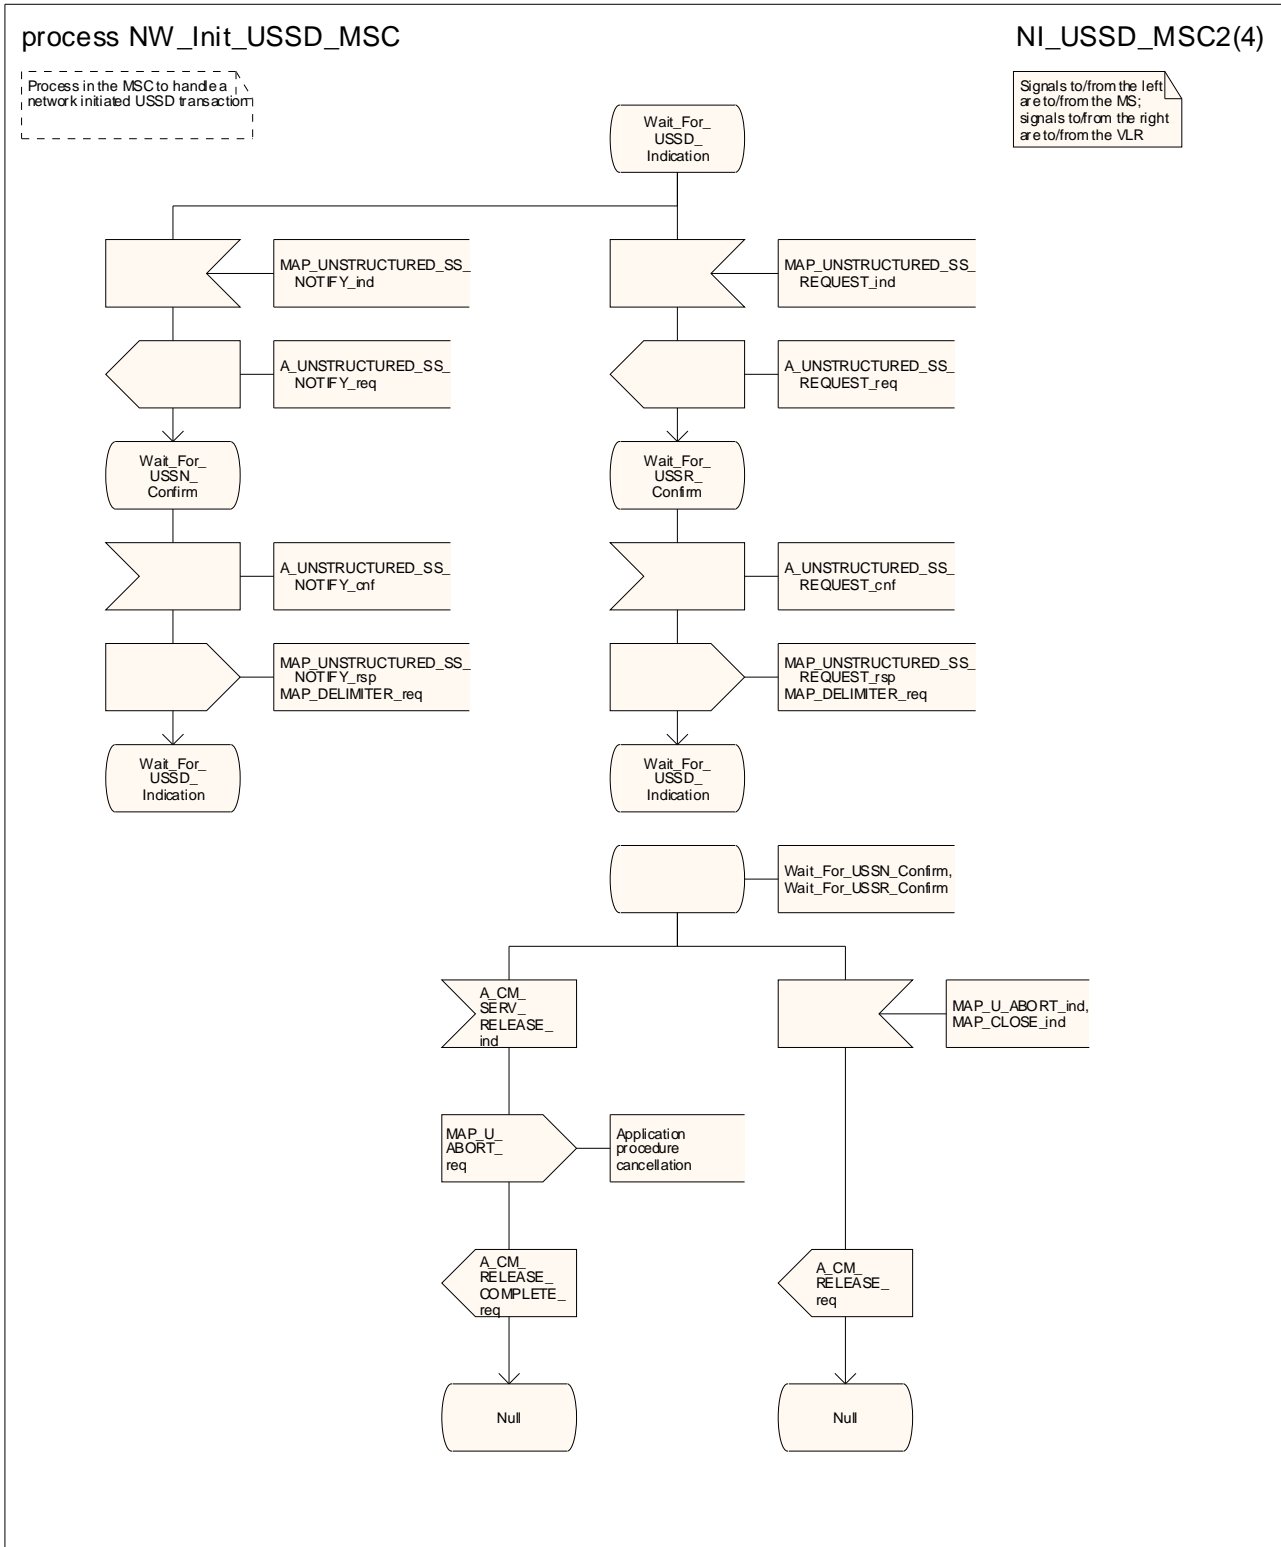 process NW_Init_USSD_MSC
NI_USSD_MSC2(4)
Process in the MSC to handle a
network initiated USSD transaction
Signals to/from the left
are to/from the MS;
signals to/from the right
are to/from the VLR
Wait_For_
USSD_
Indication
MAP_UNSTRUCTURED_SS_
NOTIFY_ind
MAP_UNSTRUCTURED_SS_
REQUEST_ind
A_UNSTRUCTURED_SS_
NOTIFY_req
A_UNSTRUCTURED_SS_
REQUEST_req
Wait_For_
USSN_
Confirm
Wait_For_
USSR_
Confirm
A_UNSTRUCTURED_SS_
NOTIFY_cnf
A_UNSTRUCTURED_SS_
REQUEST_cnf
MAP_UNSTRUCTURED_SS_
NOTIFY_rsp
MAP_DELIMITER_req
MAP_UNSTRUCTURED_SS_
REQUEST_rsp
MAP_DELIMITER_req
Wait_For_
USSD_
Indication
Wait_For_
USSD_
Indication
Wait_For_USSN_Confirm,
Wait_For_USSR_Confirm
A_CM_
SERV_
RELEASE_
ind
MAP_U_ABORT_ind,
MAP_CLOSE_ind
MAP_U_
ABORT_
req
Application
procedure
cancellation
A_CM_
RELEASE_
COMPLETE_
req
A_CM_
RELEASE_
req
Null
Null